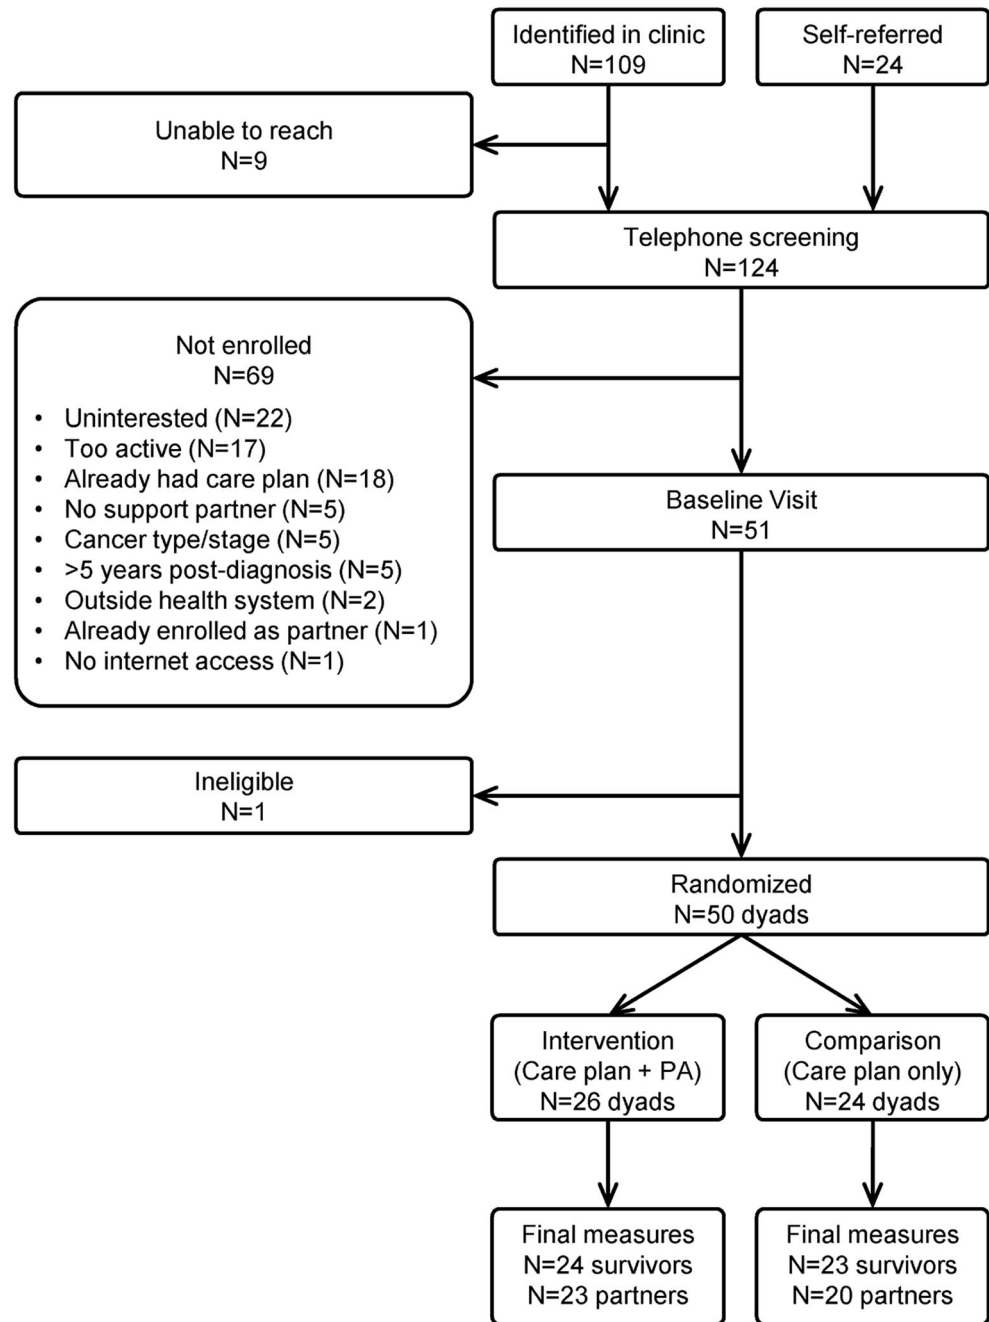 Identified in clinic
N=109
Self-referred
N=24
Unable to reach
N=9
Telephone screening
N=124
Not enrolled
N=69
• Uninterested (N=22)
• Too active (N=17)
• Already had care plan (N=18)
• No support partner (N=5)
• Cancer type/stage (N=5)
• >5 years post-diagnosis (N=5)
• Outside health system (N=2)
• Already enrolled as partner (N=1)
• No internet access (N=1)
Baseline Visit
N=51
Ineligible
N=1
Randomized
N=50 dyads
Intervention
(Care plan + PA)
N=26 dyads
Comparison
(Care plan only)
N=24 dyads
Final measures
N=24 survivors
N=23 partners
Final measures
N=23 survivors
N=20 partners